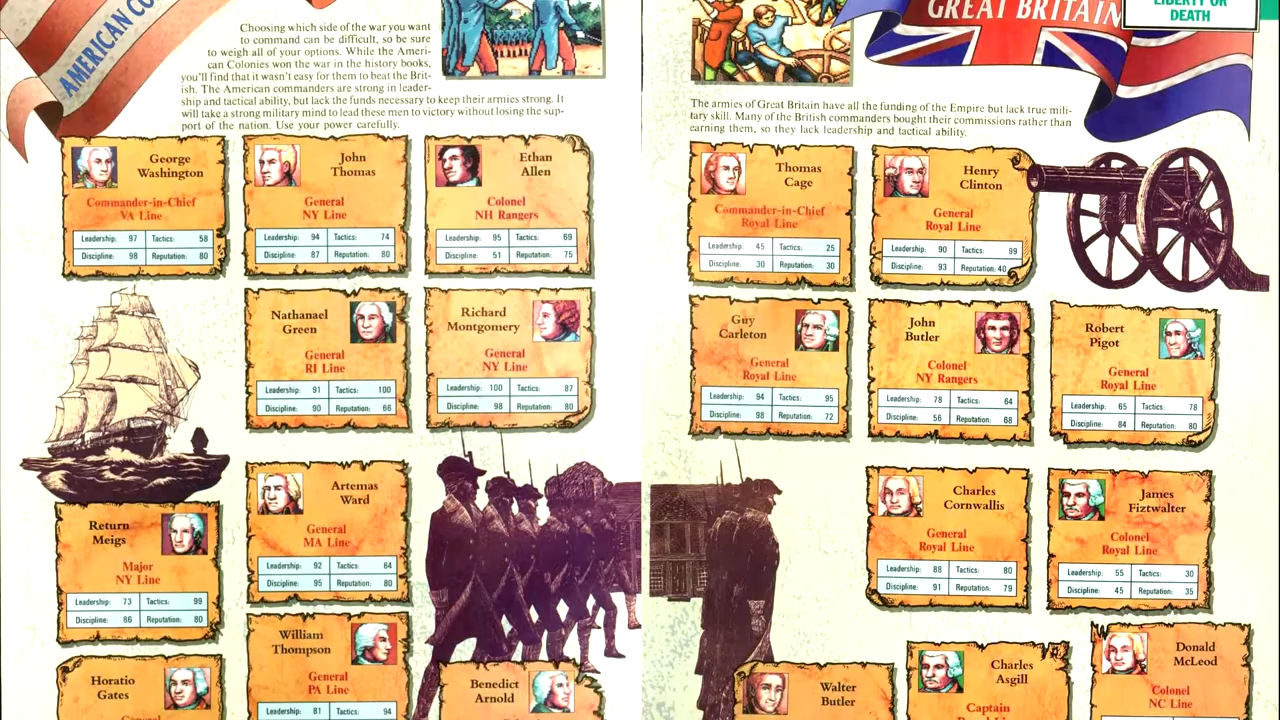 AMERICAN CO
Choosing which side of the war you want
to command can be difficult, so be sure
to weigh all of your options. While the Ameri-
can Colonies won the war in the history books,
you'll find that it wasn't easy for them to beat the Brit-
ish. The American commanders are strong in leader-
ship and tactical ability, but lack the funds necessary to keep their armies strong. It
will take a strong military mind to lead these men to victory without losing the sup-
port of the nation. Use your power carefully.
George
Washington
Commander-in-Chief
VA Line
Leadership: 97 Tactics: 58
Discipline: 98 Reputation: 80
John
Thomas
General
NY Line
Leadership: 94 Tactics: 74
Discipline: 87 Reputation: 80
Ethan
Allen
Colonel
NH Rangers
Leadership: 95 Tactics: 69
Discipline: 51 Reputation: 75
Nathanael
Green
General
RI Line
Leadership: 91 Tactics: 100
Discipline: 90 Reputation: 66
Richard
Montgomery
General
NY Line
Leadership: 100 Tactics: 87
Discipline: 98 Reputation: 80
Return
Meigs
Major
NY Line
Leadership: 73 Tactics: 99
Discipline: 86 Reputation: 80
Artemas
Ward
General
MA Line
Leadership: 92 Tactics: 64
Discipline: 95 Reputation: 80
Horatio
Gates
William
Thompson
General
PA Line
Leadership: 81 Tactics: 94
Benedict
Arnold
GREAT BRITAIN
LIBERTY OR
DEATH
The armies of Great Britain have all the funding of the Empire but lack true mili-
tary skill. Many of the British commanders bought their commissions rather than
earning them, so they lack leadership and tactical ability.
Thomas
Cage
Commander-in-Chief
Royal Line
Leadership: 45 Tactics: 25
Discipline: 30 Reputation: 30
Henry
Clinton
General
Royal Line
Leadership: 90 Tactics: 99
Discipline: 93 Reputation: 40
Guy
Carleton
General
Royal Line
Leadership: 94 Tactics: 95
Discipline: 98 Reputation: 72
John
Butler
Colonel
NY Rangers
Leadership: 78 Tactics: 64
Discipline: 56 Reputation: 68
Robert
Pigot
General
Royal Line
Leadership: 65 Tactics: 78
Discipline: 84 Reputation: 80
Charles
Cornwallis
General
Royal Line
Leadership: 88 Tactics: 80
Discipline: 91 Reputation: 79
James
Fiztwalter
Colonel
Royal Line
Leadership: 55 Tactics: 30
Discipline: 45 Reputation: 35
Walter
Butler
Charles
Asgill
Captain
Donald
McLeod
Colonel
NC Line